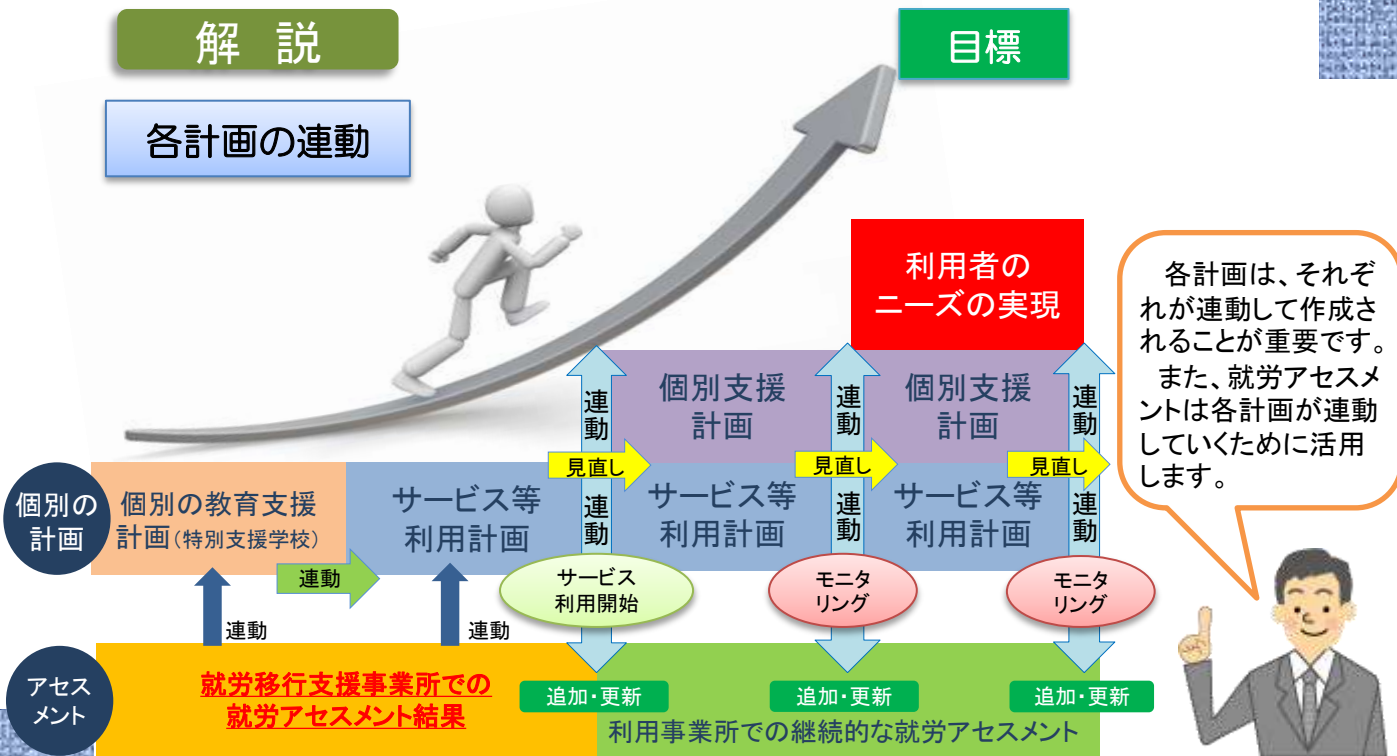 解 説
目標
各計画の連動
利用者の
ニーズの実現
各計画は、それぞ
れが連動して作成さ
れることが重要です。
また、就労アセスメ
ントは各計画が連動
していくために活用
します。
個別支援
計画
個別支援
計画
連動
連動
連動
見直し
見直し
見直し
個別の
計画
個別の教育支援
計画（特別支援学校）
サービス等
利用計画
サービス等
利用計画
サービス等
利用計画
連動
連動
連動
連動
サービス
利用開始
モニタ
リング
モニタ
リング
連動
連動
アセス
メント
就労移行支援事業所での
就労アセスメント結果
追加・更新
追加・更新
追加・更新
利用事業所での継続的な就労アセスメント